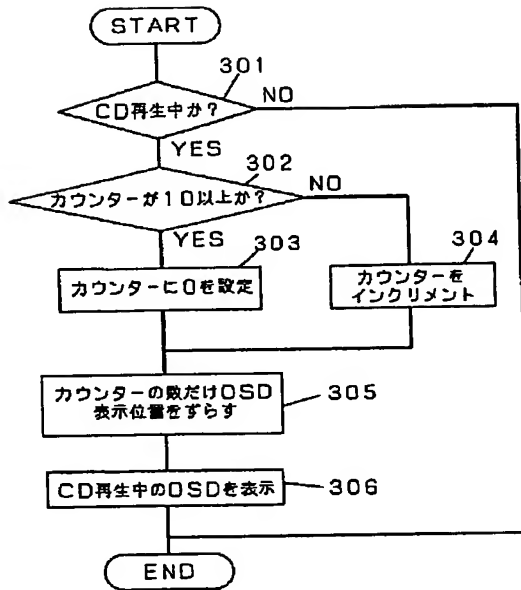 START
301
CD再生中か?
NO
YES
302
カウンターが10以上か?
NO
YES
303
304
カウンターに0を設定
カウンターを
インクリメント
カウンターの数だけOSD
表示位置をずらす
305
CD再生中のOSDを表示
306
END